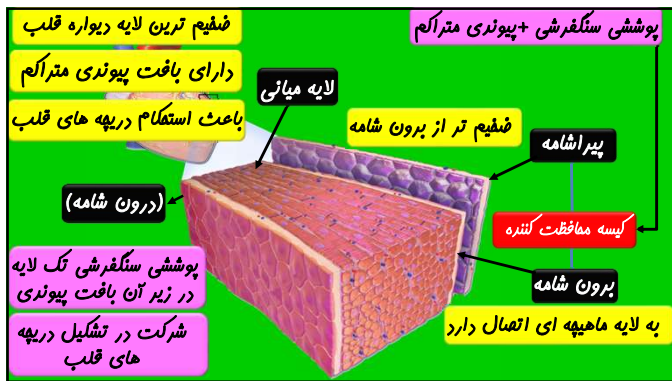 ضخیم ترین لایه دیواره قلب
دارای بافت پیوندی متراکم
باعث استحکام دریچه های قلب
پوششی سنگفرشی +پیوندی متراکم
لایه میانی
ضخیم تر از برون شامه
پیراشامه
(درون شامه)
کیسه محافظت کننده
پوششی سنگفرشی تک لایه
در زیر آن بافت پیوندی
برون شامه
به لایه ماهیچه ای اتصال دارد
شرکت در تشکیل دریچه
های قلب